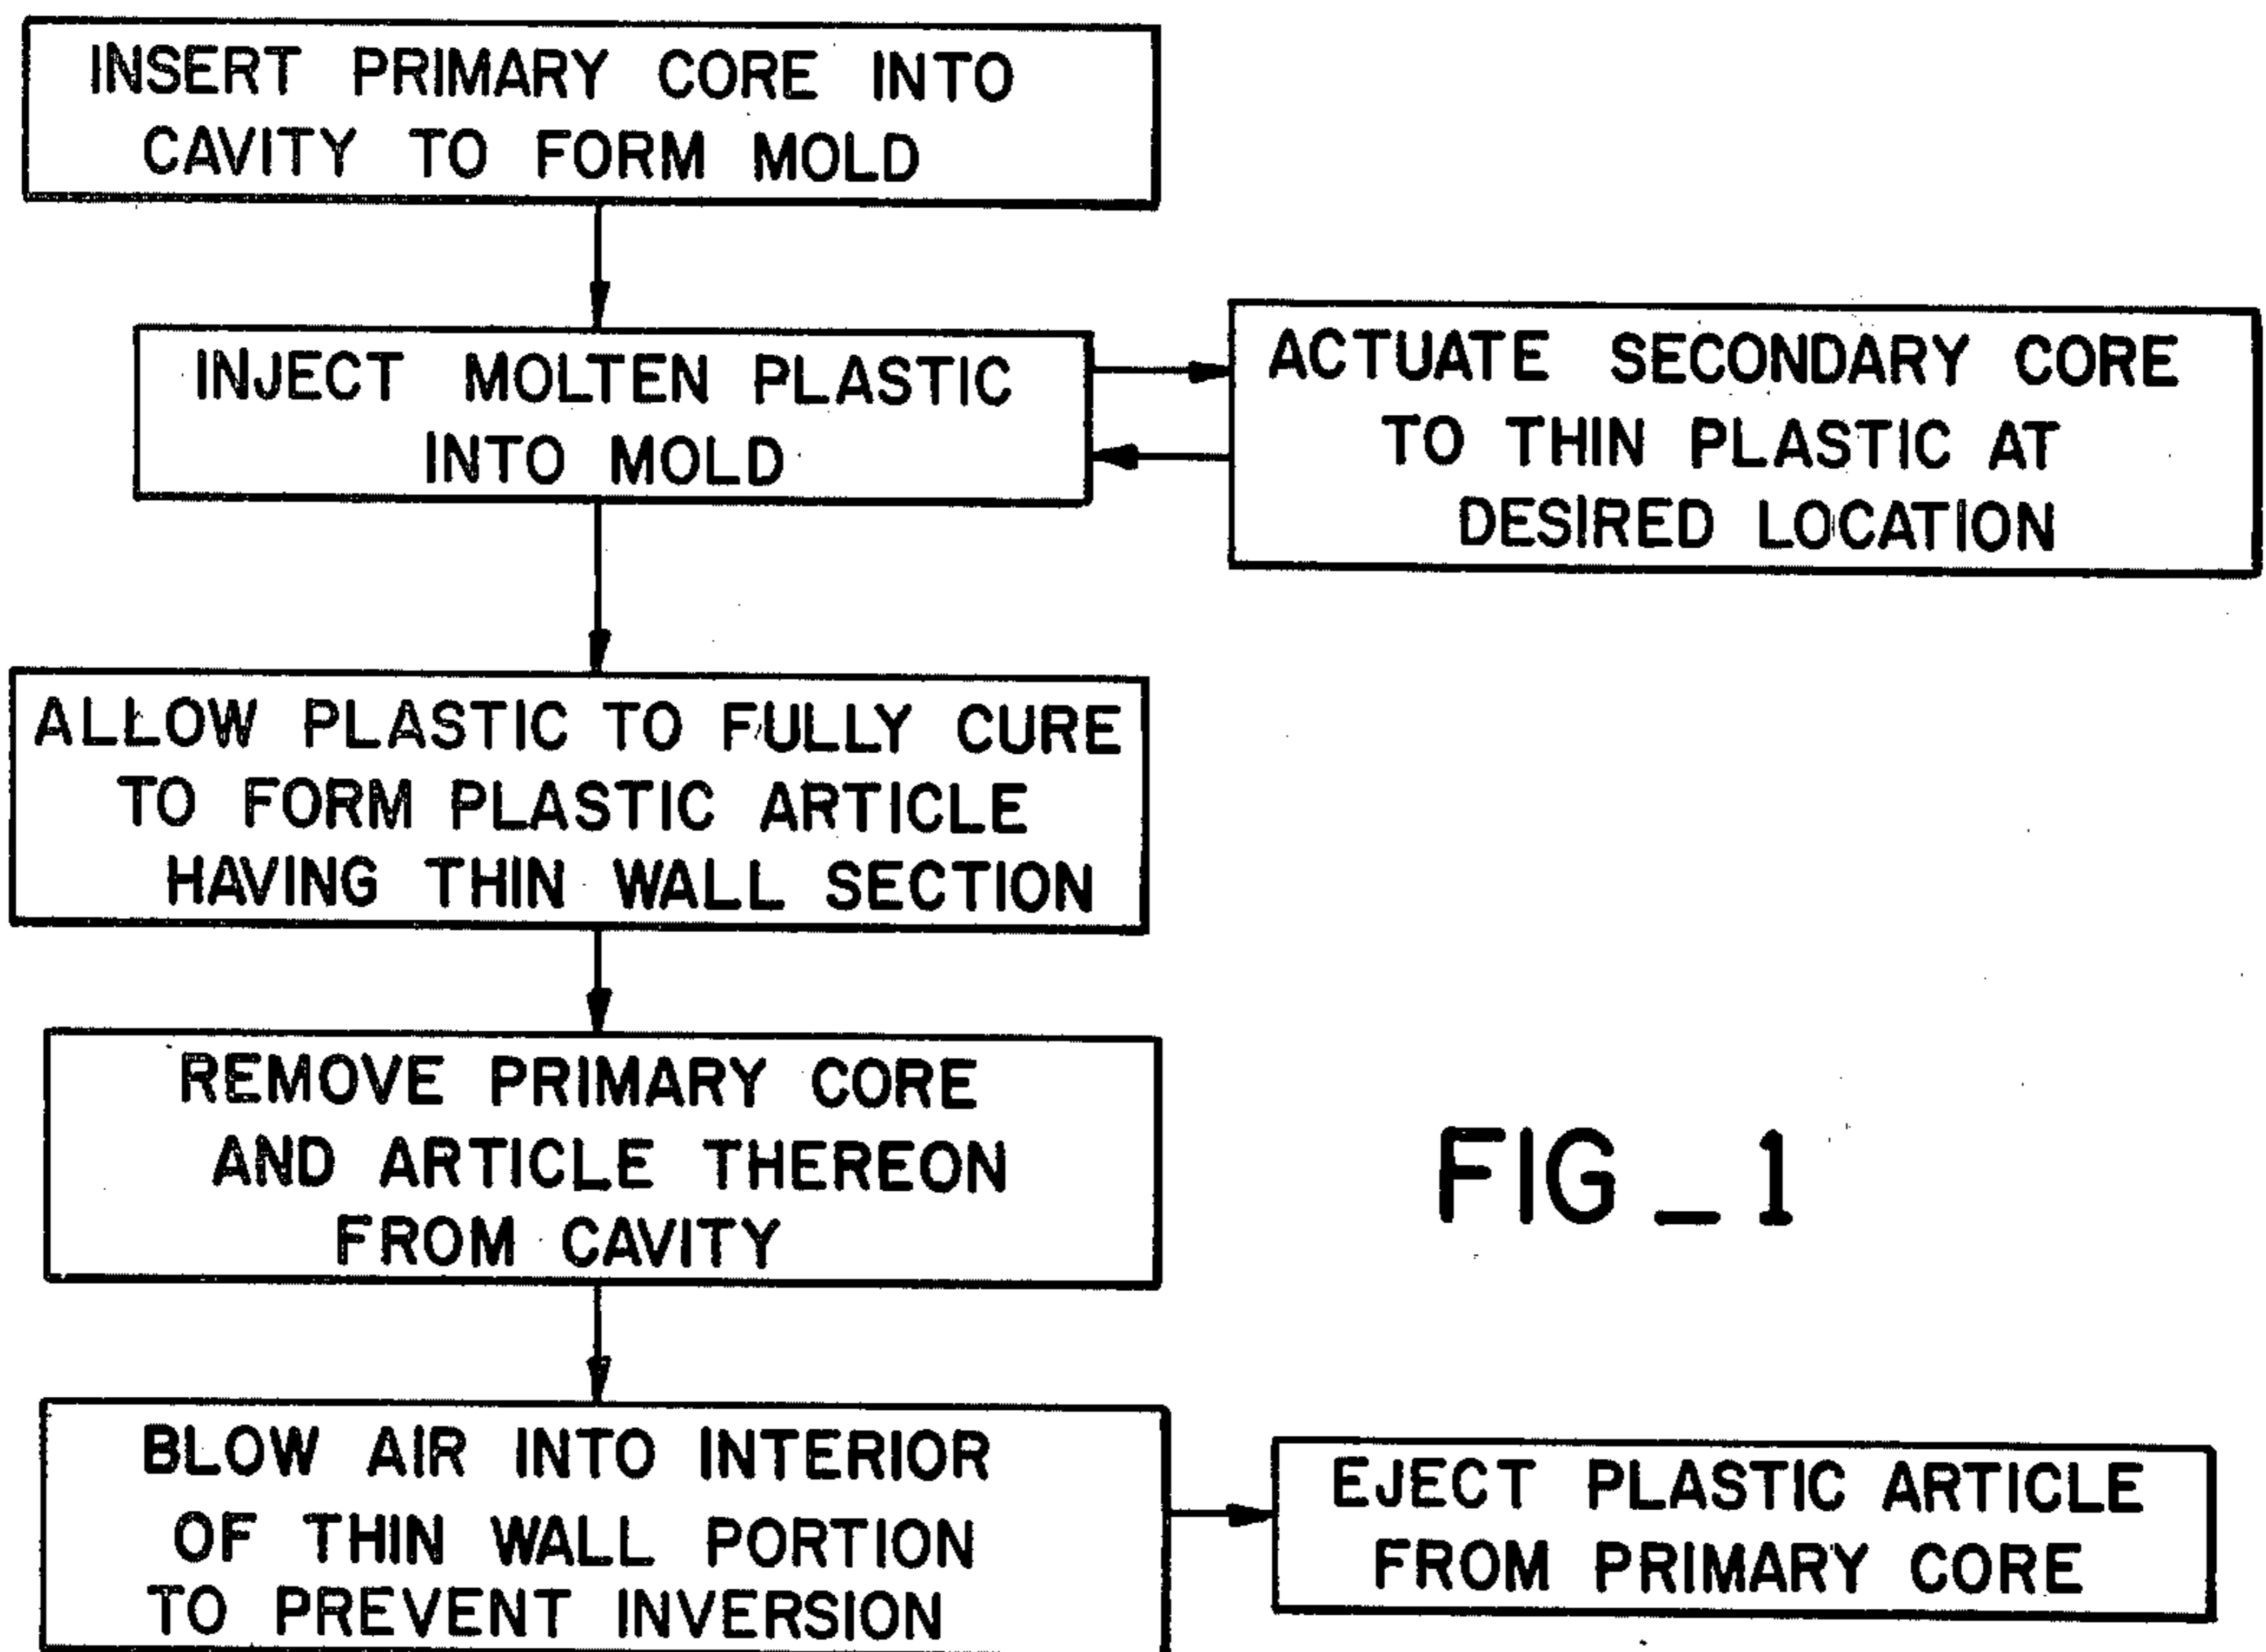 INSERT PRIMARY CORE INTO
CAVITY TO FORM MOLD
INJECT MOLTEN PLASTIC
INTO MOLD
ACTUATE SECONDARY CORE
TO THIN PLASTIC AT
DESIRED LOCATION
ALLOW PLASTIC TO FULLY CURE
TO FORM PLASTIC ARTICLE
HAVING THIN WALL SECTION
REMOVE PRIMARY CORE
AND ARTICLE THEREON
FROM CAVITY
FIG_1
BLOW AIR INTO INTERIOR
OF THIN WALL PORTION
TO PREVENT INVERSION
EJECT PLASTIC ARTICLE
FROM PRIMARY CORE